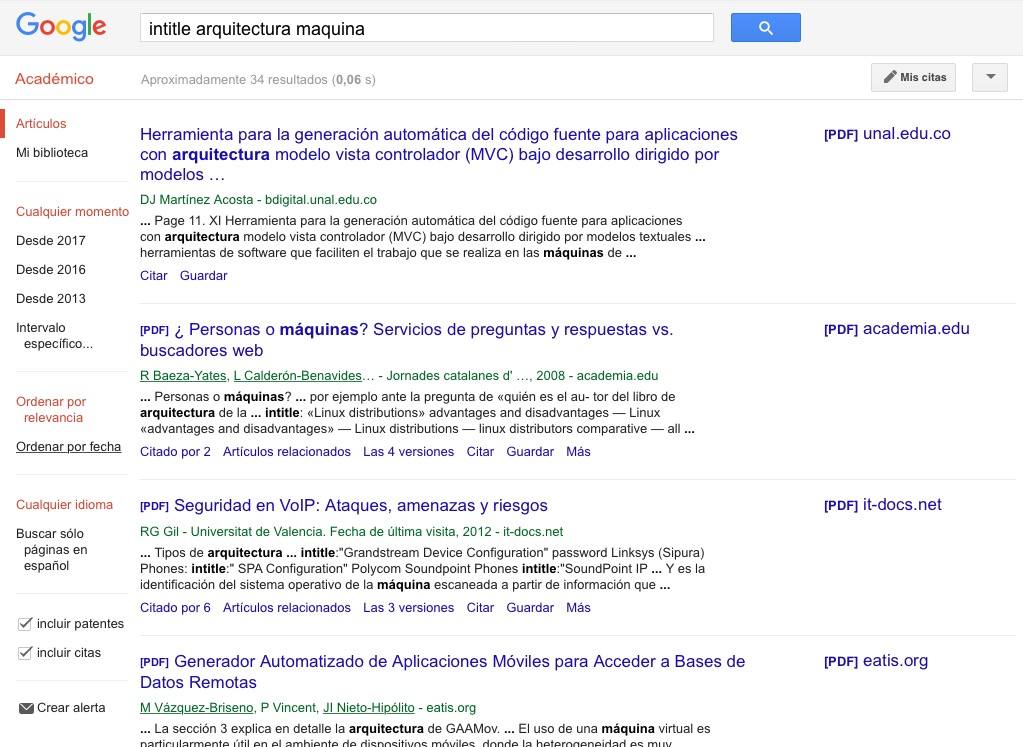 Google
intitle arquitectura maquina
Académico
Aproximadamente 34 resultados (0,06 s)
Mis citas
Artículos
Mi biblioteca
Cualquier momento
Desde 2017
Desde 2016
Desde 2013
Intervalo
específico...
Ordenar por
relevancia
Ordenar por fecha
Cualquier idioma
Buscar sólo
páginas en
español
incluir patentes
incluir citas
Crear alerta
Herramienta para la generación automática del código fuente para aplicaciones
con arquitectura modelo vista controlador (MVC) bajo desarrollo dirigido por
modelos …
[PDF] unal.edu.co
DJ Martínez Acosta - bdigital.unal.edu.co
... Page 11. XI Herramienta para la generación automática del código fuente para aplicaciones
con arquitectura modelo vista controlador (MVC) bajo desarrollo dirigido por modelos textuales ...
herramientas de software que faciliten el trabajo que se realiza en las máquinas de ...
Citar Guardar
[PDF] ¿ Personas o máquinas? Servicios de preguntas y respuestas vs.
buscadores web
[PDF] academia.edu
R Baeza-Yates, L Calderón-Benavides… - Jornades catalanes d' …, 2008 - academia.edu
... Personas o máquinas? ... por ejemplo ante la pregunta de «quién es el au- tor del libro de
arquitectura de la ... intitle: «Linux distributions» advantages and disadvantages — Linux
«advantages and disadvantages» — Linux distributions — linux distributors comparative — all ...
Citado por 2 Artículos relacionados Las 4 versiones Citar Guardar Más
[PDF] Seguridad en VoIP: Ataques, amenazas y riesgos
[PDF] it-docs.net
RG Gil - Universitat de Valencia. Fecha de última visita, 2012 - it-docs.net
... Tipos de arquitectura ... intitle:"Grandstream Device Configuration" password Linksys (Sipura)
Phones: intitle:" SPA Configuration" Polycom Soundpoint Phones intitle:"SoundPoint IP ... Y es la
identificación del sistema operativo de la máquina escaneada a partir de información que ...
Citado por 6 Artículos relacionados Las 3 versiones Citar Guardar Más
[PDF] Generador Automatizado de Aplicaciones Móviles para Acceder a Bases de
Datos Remotas
[PDF] eatis.org
M Vázquez-Briseno, P Vincent, JI Nieto-Hipólito - eatis.org
... La sección 3 explica en detalle la arquitectura de GAAMov. ... El uso de una máquina virtual es
particularmente útil en el ambiente de dispositivos móviles, donde la heterogeneidad es muy